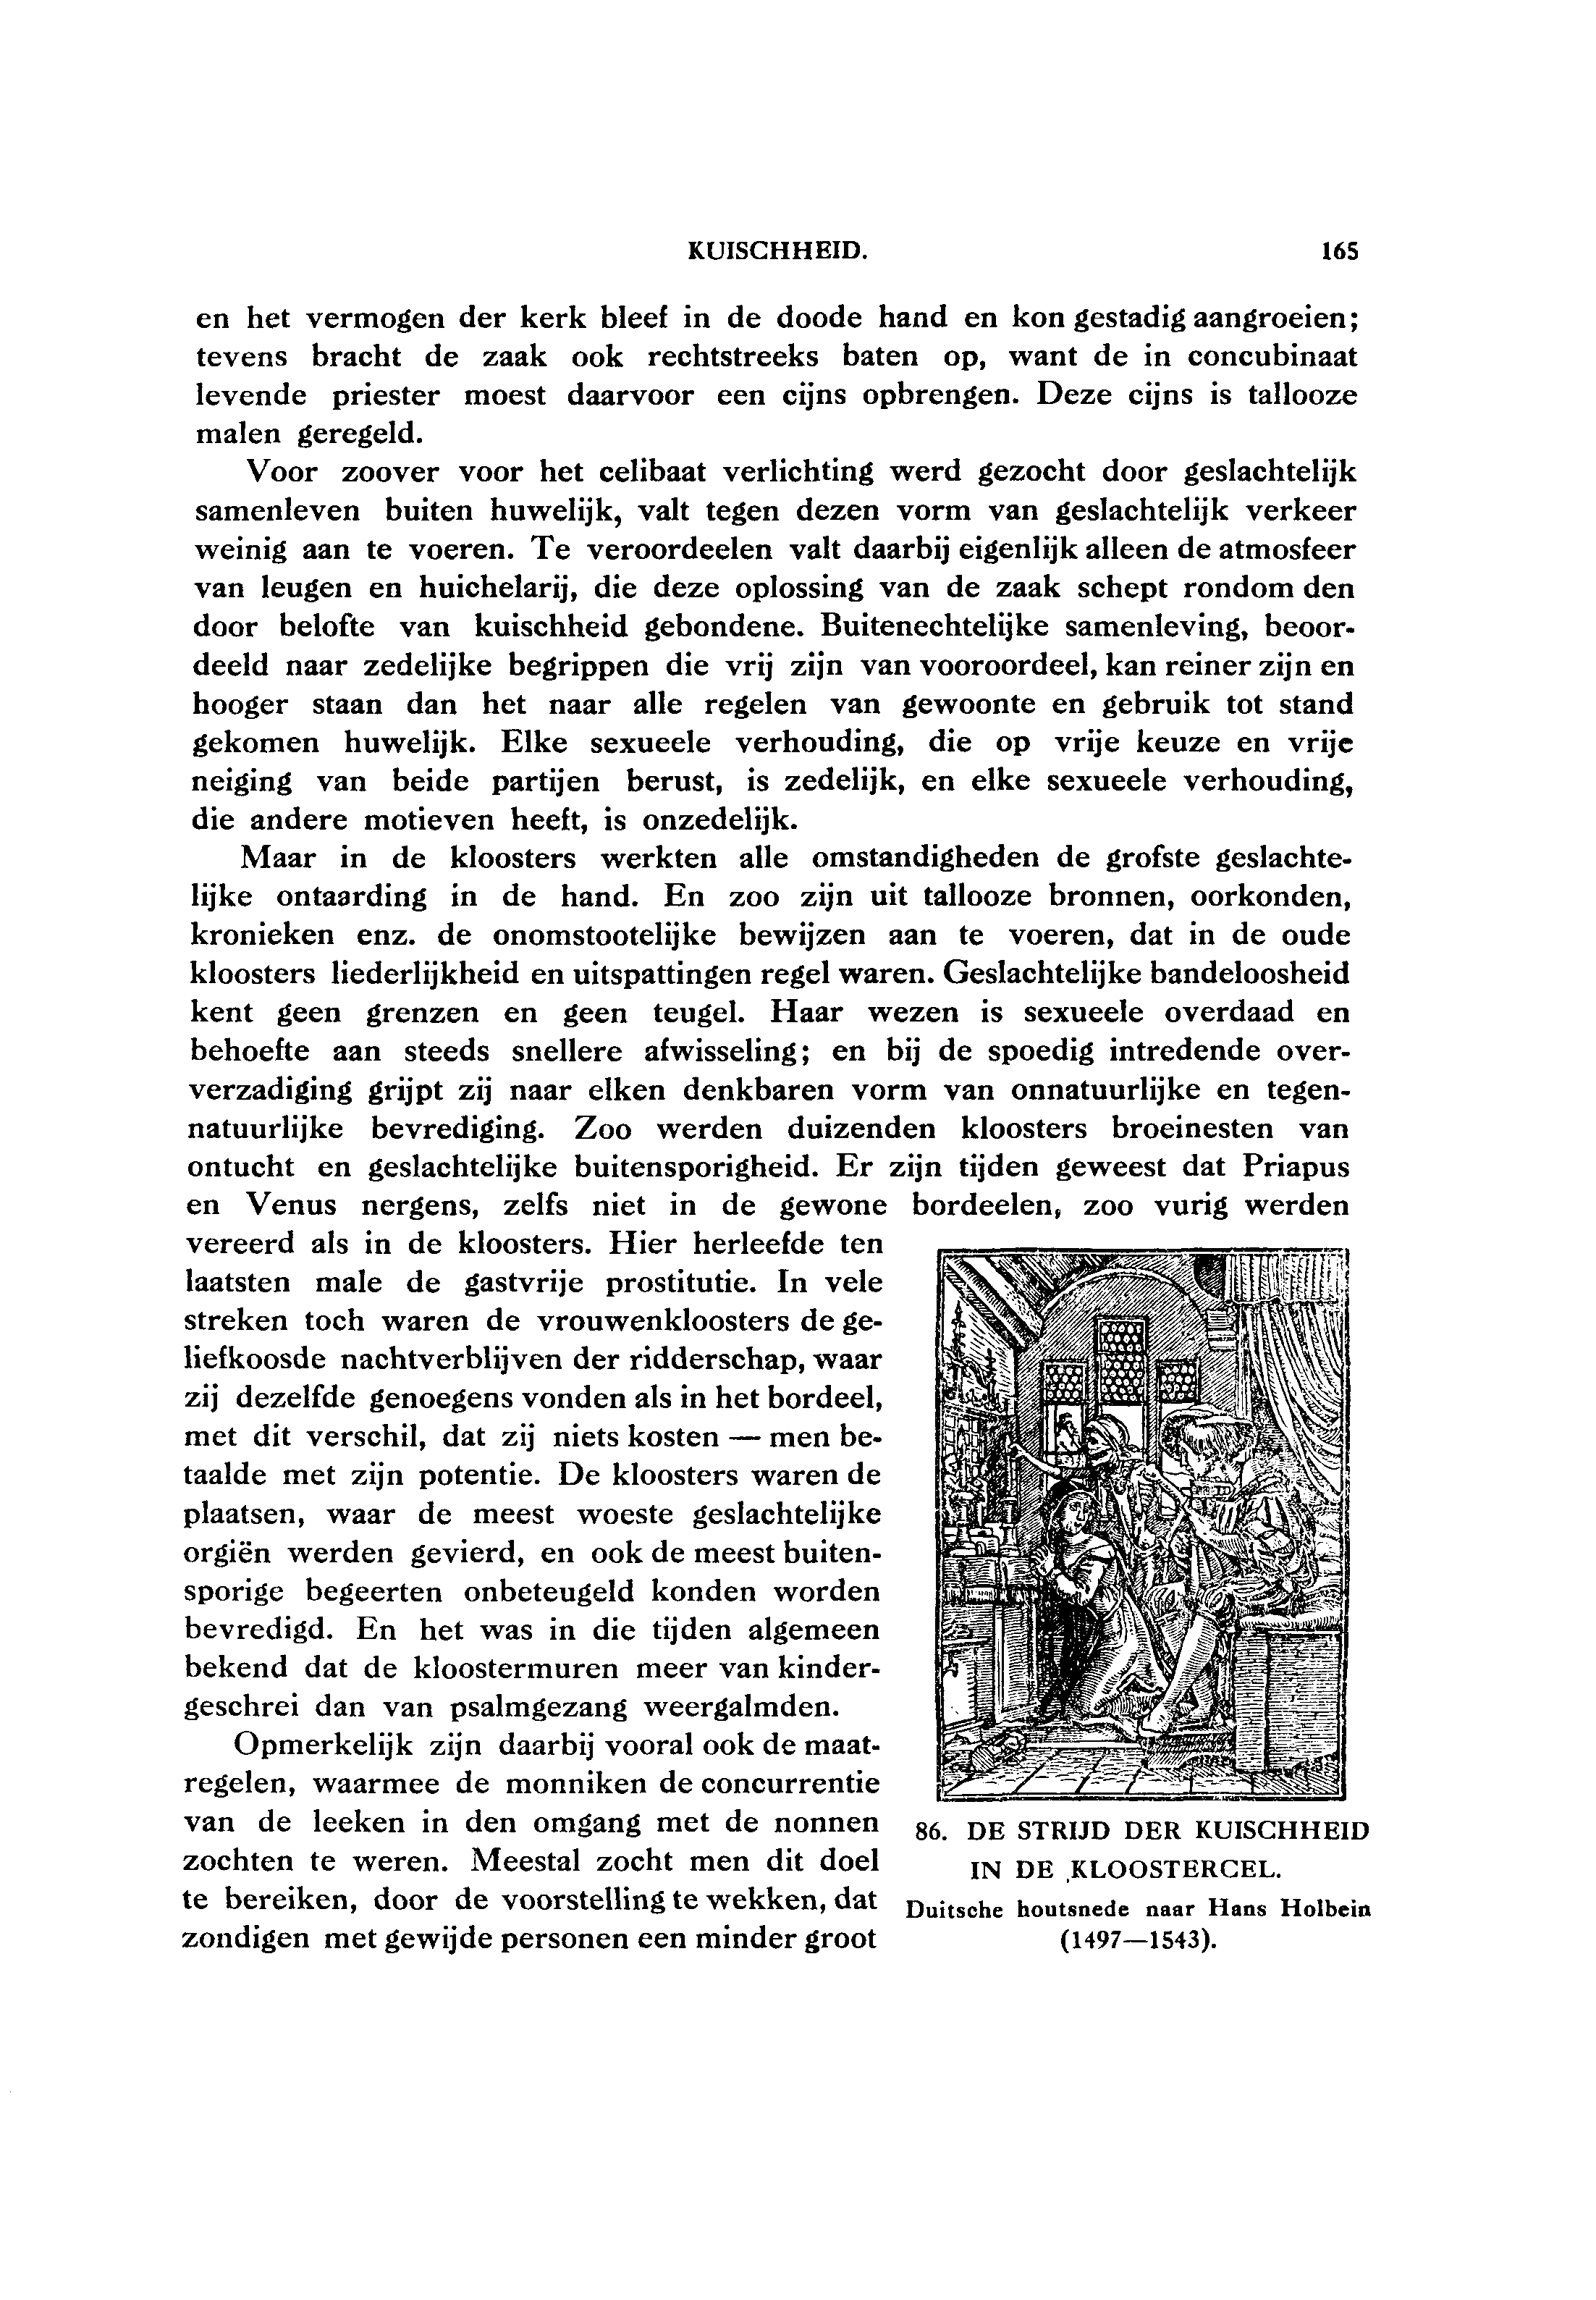 KUISCHHEID. 165
en het vermogen der kerk bleef in de doode hand en kon gestadig aangroeien;
tevens bracht de zaak ook rechtstreeks baten op, want de in concubinaat
levende priester moest daarvoor een cijns opbrengen. Deze cijns is tallooze
malen geregeld.
Voor zoover voor het celibaat verlichting werd gezocht door geslachtelijk
samenleven buiten huwelijk, valt tegen dezen vorm van geslachtelijk verkeer
weinig aan te voeren. Te veroordeelen valt daarbij eigenlijk alleen de atmosfeer
van leugen en huichelarij, die deze oplossing van de zaak schept rondom den
door belofte van kuischheid gebondene. Buitenechtelijke samenleving, beoor-
deeld naar zedelijke begrippen die vrij zijn van vooroordeel, kan reiner zijn en
hooger staan dan het naar alle regelen van gewoonte en gebruik tot stand
gekomen huwelijk. Elke sexueele verhouding, die op vrije keuze en vrije
neiging van beide partijen berust, is zedelijk, en elke sexueele verhouding,
die andere motieven heeft, is onzedelijk.
Maar in de kloosters werkten alle omstandigheden de grofste geslachte-
lijke ontaarding in de hand. En zoo zijn uit tallooze bronnen, oorkonden,
kronieken enz. de onomstootelijke bewijzen aan te voeren, dat in de oude
kloosters liederlijkheid en uitspattingen regel waren. Geslachtelijke bandeloosheid
kent geen grenzen en geen teugel. Haar wezen is sexueele overdaad en
behoefte aan steeds snellere afwisseling; en bij de spoedig intredende over-
verzadiging grijpt zij naar elken denkbaren vorm van onnatuurlijke en tegen-
natuurlijke bevrediging. Zoo werden duizenden kloosters broeinesten van
ontucht en geslachtelijke buitensporigheid. Er zijn tijden geweest dat Priapus
en Venus nergens, zelfs niet in de gewone bordeelen, zoo vurig werden
vereerd als in de kloosters. Hier herleefde ten
laatsten male de gastvrije prostitutie. In vele
streken toch waren de vrouwenkloosters de ge-
liefkoosde nachtverblijven der ridderschap, waar
zij dezelfde genoegens vonden als in het bordeel,
met dit verschil, dat zij niets kosten — men be-
taalde met zijn potentie. De kloosters waren de
plaatsen, waar de meest woeste geslachtelijke
orgiën werden gevierd, en ook de meest buiten-
sporige begeerten onbeteugeld konden worden
bevredigd. En het was in die tijden algemeen
bekend dat de kloostermuren meer van kinder-
geschrei dan van psalmgezang weergalmden.
Opmerkelijk zijn daarbij vooral ook de maat-
regelen, waarmee de monniken de concurrentie
van de leeken in den omgang met de nonnen
zochten te weren. Meestal zocht men dit doel
te bereiken, door de voorstelling te wekken, dat
zondigen met gewijde personen een minder groot
86. DE STRIJD DER KUISCHHEID
IN DE KLOOSTERCEL.
Duitsche houtsnede naar Hans Holbein
(1497—1543).